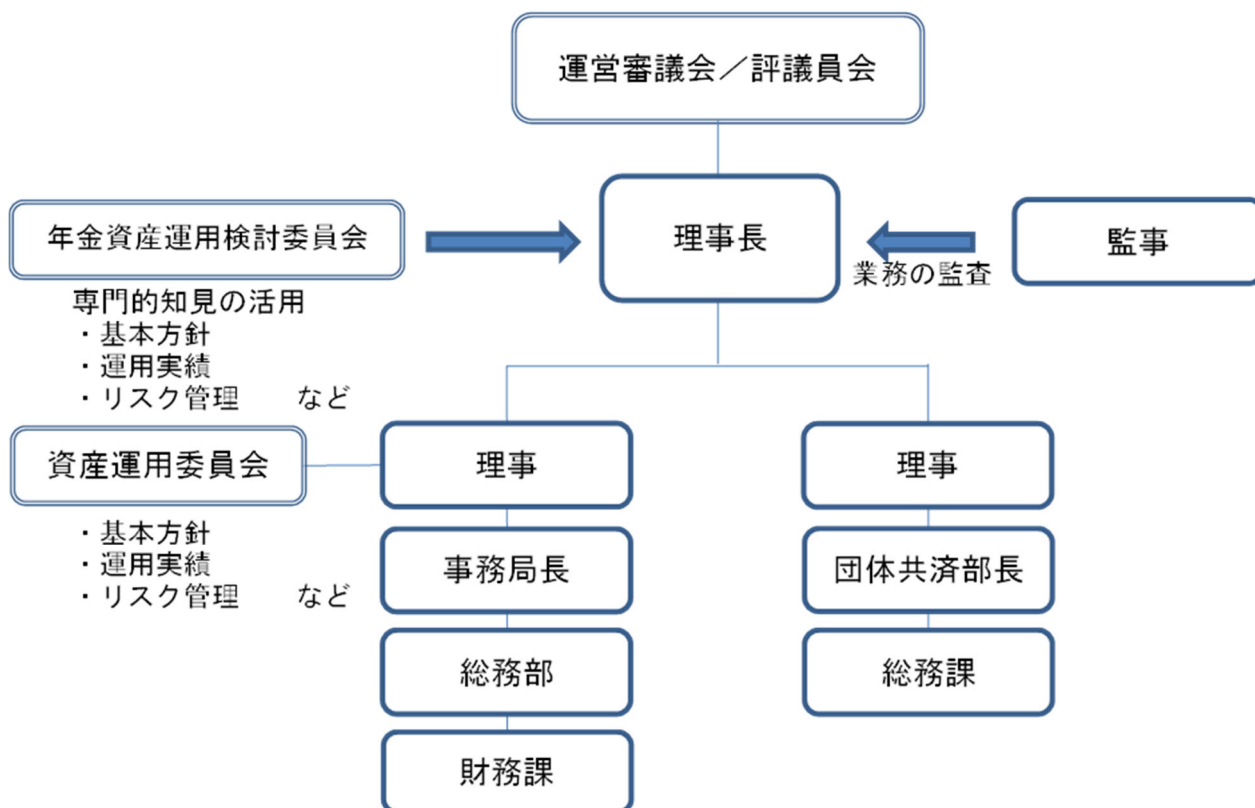 運営審議会／評議員会
年金資産運用検討委員会
理事長
監事
業務の監査
専門的知見の活用
・基本方針
・運用実績
・リスク管理　　など
資産運用委員会
・基本方針
・運用実績
・リスク管理　　など
理事
事務局長
総務部
財務課
理事
団体共済部長
総務課